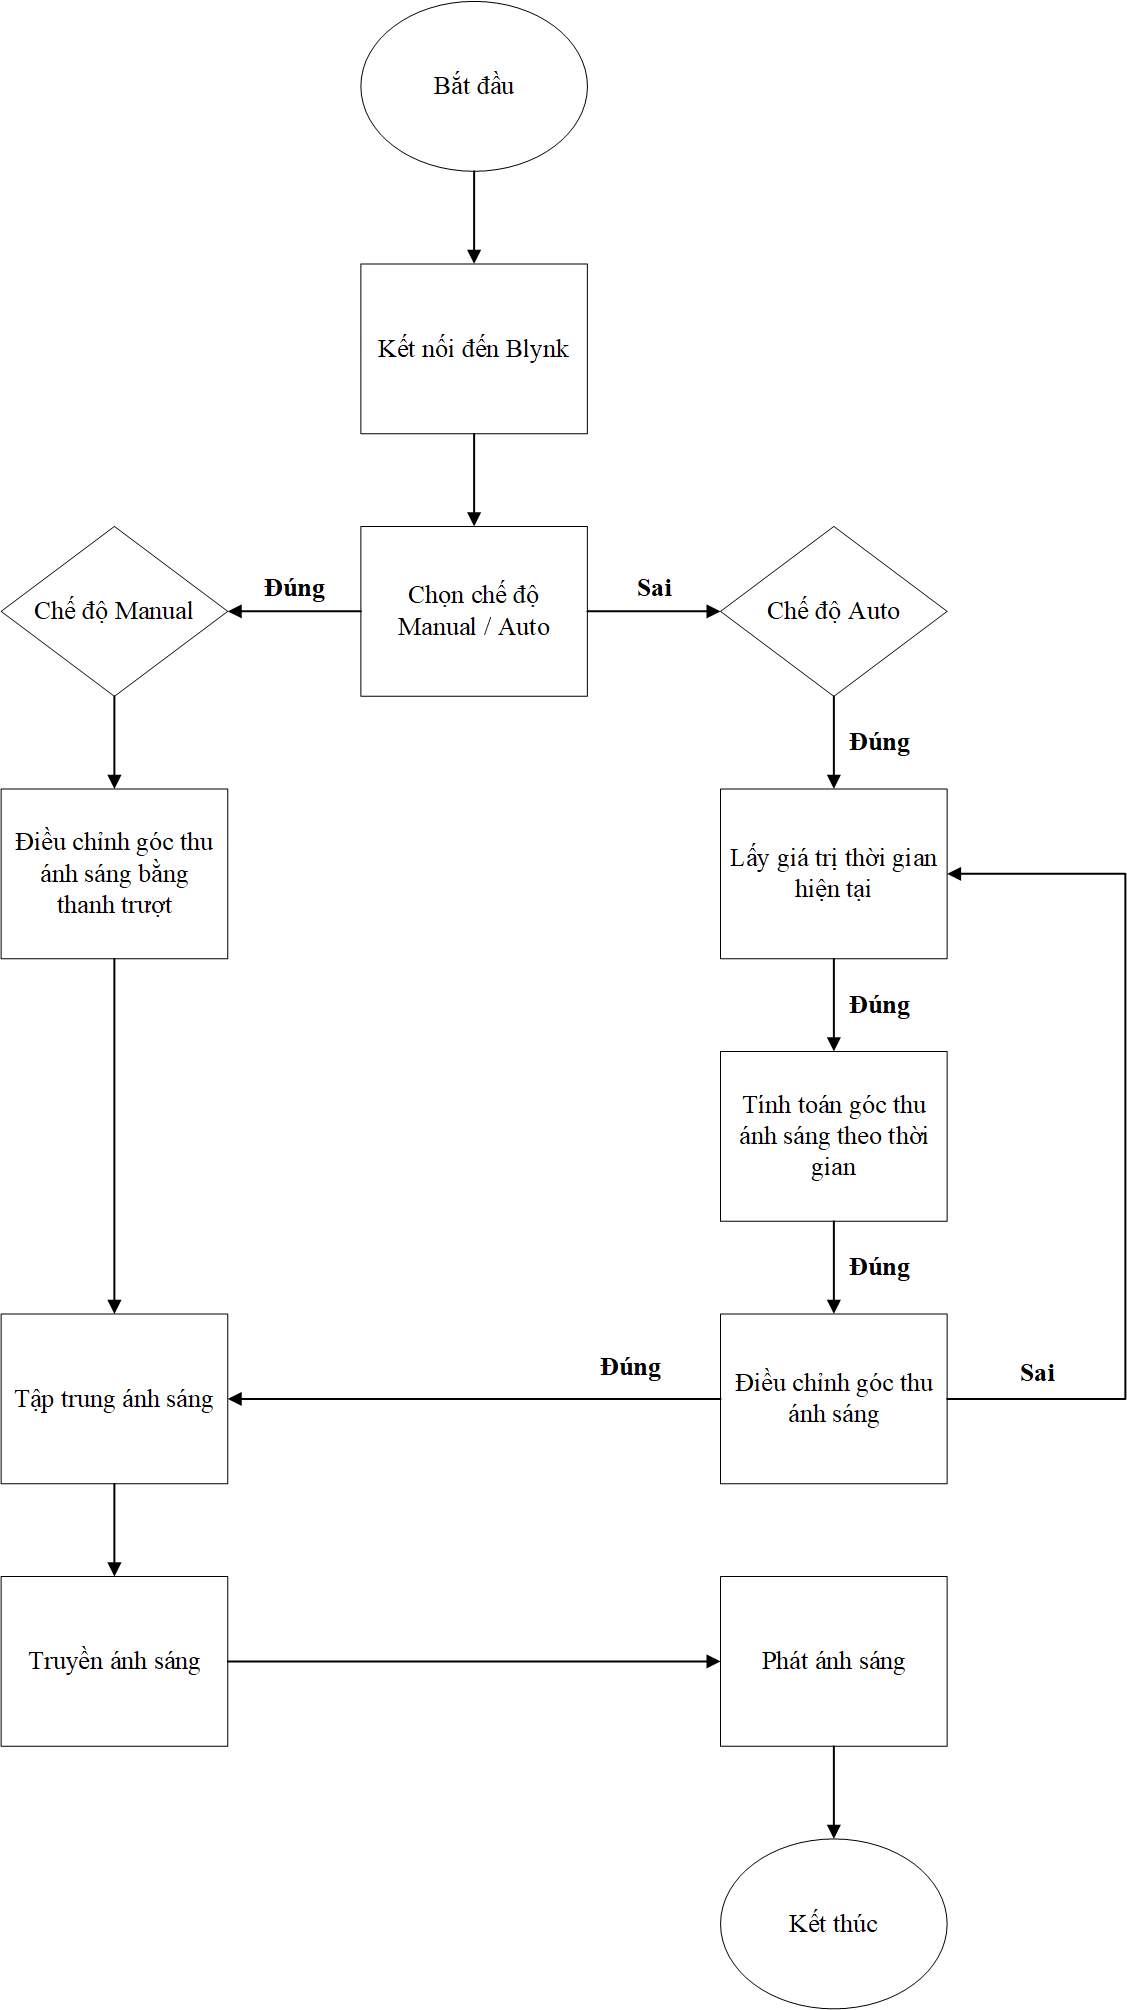 Bắt đầu
Kết nối đến Blynk
Đúng
Sai
Chế độ Manual
Chọn chế độ
Manual / Auto
Chế độ Auto
Đúng
Điều chỉnh góc thu
ánh sáng bằng
thanh trượt
Lấy giá trị thời gian
hiện tại
Đúng
Tính toán góc thu
ánh sáng theo thời
gian
Đúng
Đúng
Sai
Tập trung ánh sáng
Điều chỉnh góc thu
ánh sáng
Truyền ánh sáng
Phát ánh sáng
Kết thúc